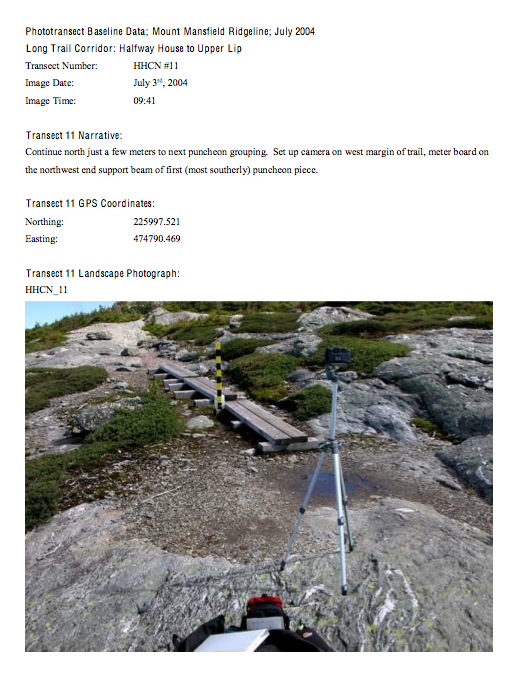 Phototransect Baseline Data; Mount Mansfield Ridgeline; July 2004
Long Trail Corridor: Halfway House to Upper Lip
Transect Number: HHCN #11
Image Date: July 3rd, 2004
Image Time: 09:41
Transect 11 Narrative:
Continue north just a few meters to next puncheon grouping. Set up camera on west margin of trail, meter board on
the northwest end support beam of first (most southerly) puncheon piece.
Transect 11 GPS Coordinates:
Northing: 225997.521
Easting: 474790.469
Transect 11 Landscape Photograph:
HHCN_11